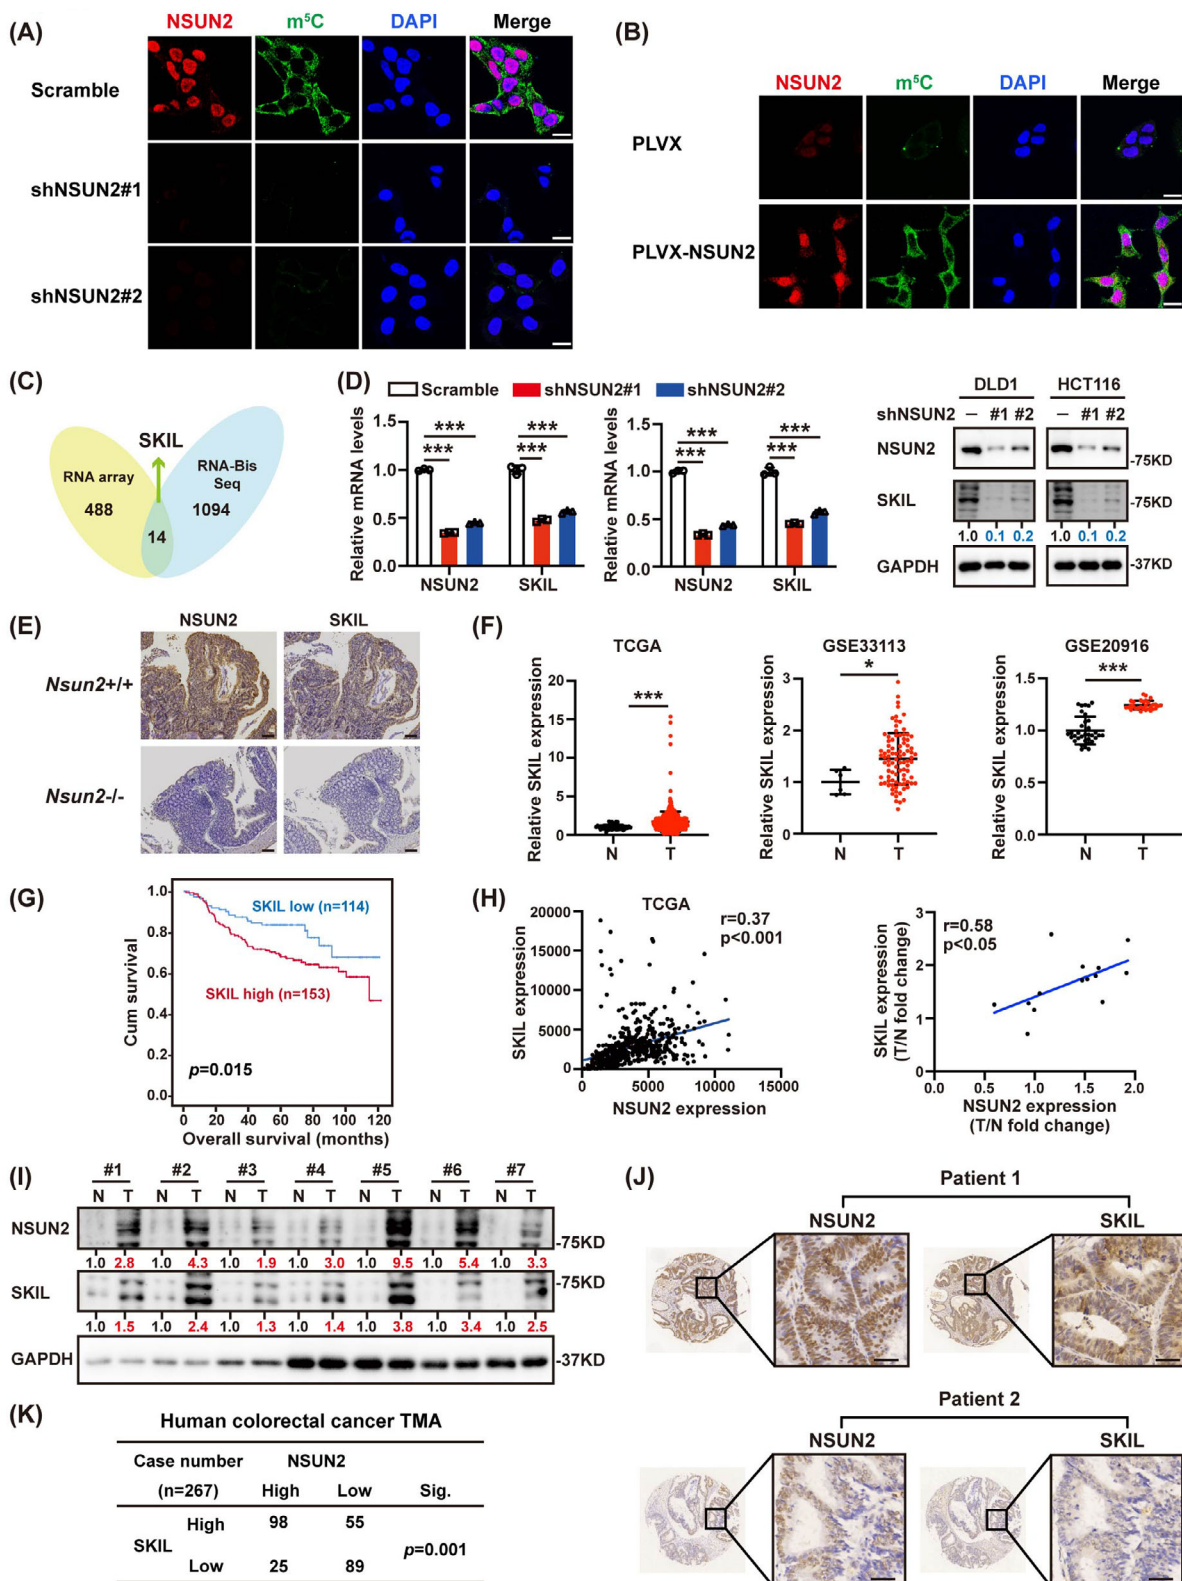 (A)
NSUN2 m⁵C DAPI Merge
Scramble
shNSUN2#1
shNSUN2#2
(B)
NSUN2 m⁵C DAPI Merge
PLVX
PLVX-NSUN2
(C)
SKIL
RNA array
488
14
RNA-Bis
Seq
1094
(D)
Scramble shNSUN2#1 shNSUN2#2
Relative mRNA levels
1.5
1.0
0.5
0.0
*** ***
*** ***
NSUN2 SKIL
Relative mRNA levels
1.5
1.0
0.5
0.0
*** ***
*** ***
NSUN2 SKIL
DLD1 HCT116
shNSUN2 – #1 #2 – #1 #2
NSUN2 -75KD
SKIL -75KD
1.0 0.1 0.2 1.0 0.1 0.2
GAPDH -37KD
(E)
NSUN2 SKIL
Nsun2+/+
Nsun2-/-
(F)
TCGA
Relative SKIL expression
20
15
10
5
0
***
N T
GSE33113
Relative SKIL expression
3
2
1
0
*
N T
GSE20916
Relative SKIL expression
1.5
1.0
0.5
0.0
***
N T
(G)
Cum survival
1.0
0.8
0.6
0.4
0.2
0.0
SKIL low (n=114)
SKIL high (n=153)
p=0.015
0 20 40 60 80 100 120
Overall survival (months)
(H)
TCGA
r=0.37
p<0.001
SKIL expression
20000
15000
10000
5000
0
0 5000 10000 15000
NSUN2 expression
r=0.58
p<0.05
SKIL expression
(T/N fold change)
3
2
1
0
0.0 0.5 1.0 1.5 2.0
NSUN2 expression
(T/N fold change)
(I)
#1 #2 #3 #4 #5 #6 #7
N T N T N T N T N T N T N T
NSUN2 -75KD
1.0 2.8 1.0 4.3 1.0 1.9 1.0 3.0 1.0 9.5 1.0 5.4 1.0 3.3
SKIL -75KD
1.0 1.5 1.0 2.4 1.0 1.3 1.0 1.4 1.0 3.8 1.0 3.4 1.0 2.5
GAPDH -37KD
(J)
Patient 1
NSUN2 SKIL
Patient 2
NSUN2 SKIL
(K)
Human colorectal cancer TMA
Case number NSUN2
(n=267) High Low Sig.
High 98 55
SKIL p=0.001
Low 25 89